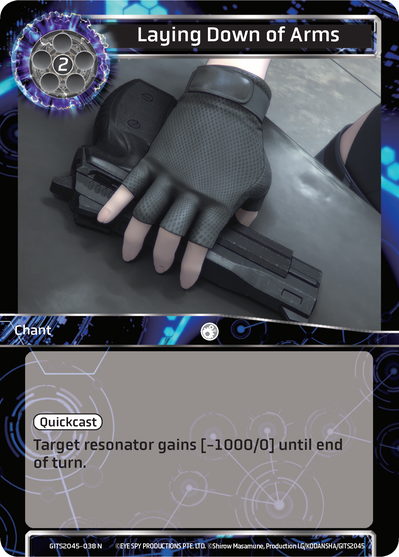 2
Laying Down of Arms
Chant
Quickcast
Target resonator gains [-1000/0] until end
of turn.
GITS2045-038 N ©EYE SPY PRODUCTIONS PTE. LTD. ©Shirow Masamune, Production I.G/KODANSHA/GITS2045